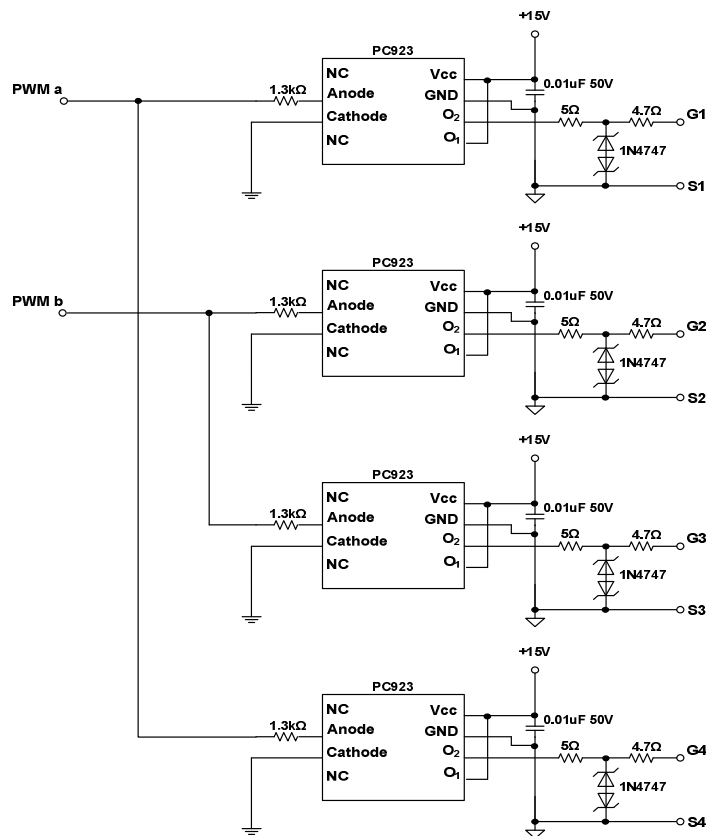 +15V
PC923
PWM a
1.3kΩ
NC
Anode
Cathode
NC
Vcc
GND
O2
O1
0.01uF 50V
5Ω
4.7Ω
G1
1N4747
S1
+15V
PC923
PWM b
1.3kΩ
NC
Anode
Cathode
NC
Vcc
GND
O2
O1
0.01uF 50V
5Ω
4.7Ω
G2
1N4747
S2
+15V
PC923
1.3kΩ
NC
Anode
Cathode
NC
Vcc
GND
O2
O1
0.01uF 50V
5Ω
4.7Ω
G3
1N4747
S3
+15V
PC923
1.3kΩ
NC
Anode
Cathode
NC
Vcc
GND
O2
O1
0.01uF 50V
5Ω
4.7Ω
G4
1N4747
S4